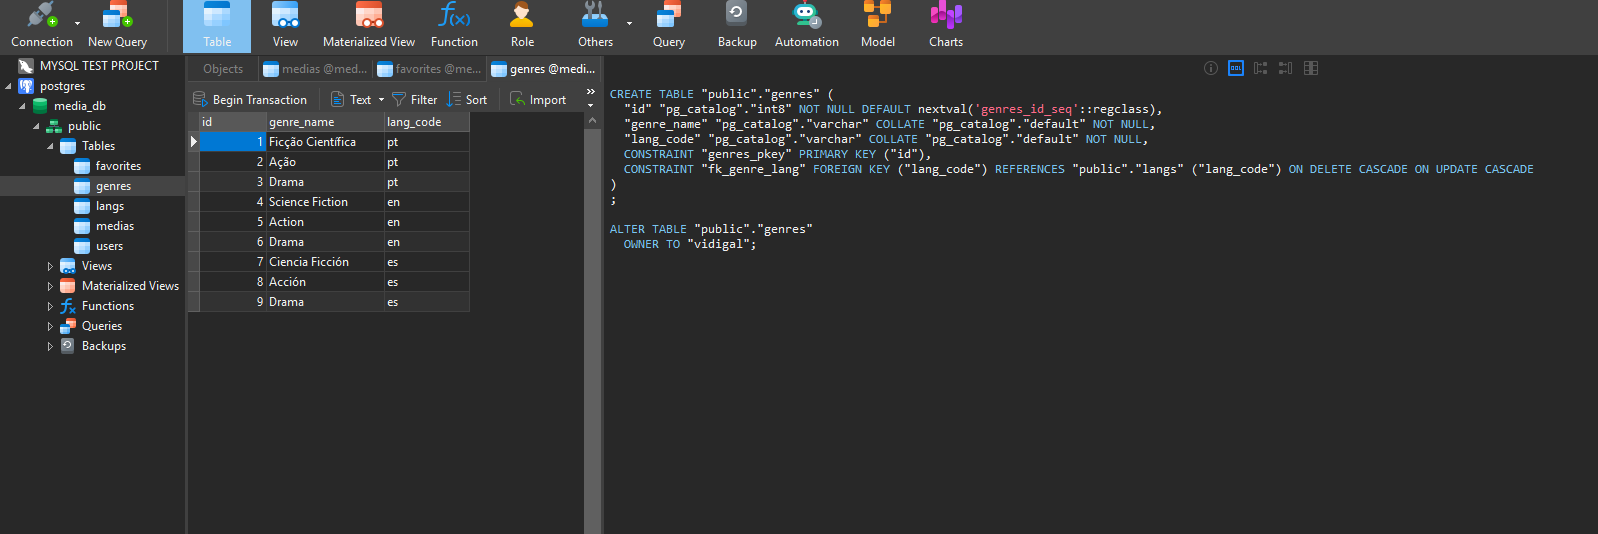 Connection
New Query
Table
View
Materialized View
Function
Role
Others
Query
Backup
Automation
Model
Charts
MYSQL TEST PROJECT
postgres
media_db
public
Tables
favorites
genres
langs
medias
users
Views
Materialized Views
Functions
Queries
Backups
Objects
medias @med...
favorites @me...
genres @medi...
Begin Transaction
Text
Filter
Sort
Import
id genre_name lang_code
1 Ficção Científica pt
2 Ação pt
3 Drama pt
4 Science Fiction en
5 Action en
6 Drama en
7 Ciencia Ficción es
8 Acción es
9 Drama es
DDL
CREATE TABLE "public"."genres" (
"id" "pg_catalog"."int8" NOT NULL DEFAULT nextval('genres_id_seq'::regclass),
"genre_name" "pg_catalog"."varchar" COLLATE "pg_catalog"."default" NOT NULL,
"lang_code" "pg_catalog"."varchar" COLLATE "pg_catalog"."default" NOT NULL,
CONSTRAINT "genres_pkey" PRIMARY KEY ("id"),
CONSTRAINT "fk_genre_lang" FOREIGN KEY ("lang_code") REFERENCES "public"."langs" ("lang_code") ON DELETE CASCADE ON UPDATE CASCADE
)
;
ALTER TABLE "public"."genres"
OWNER TO "vidigal";